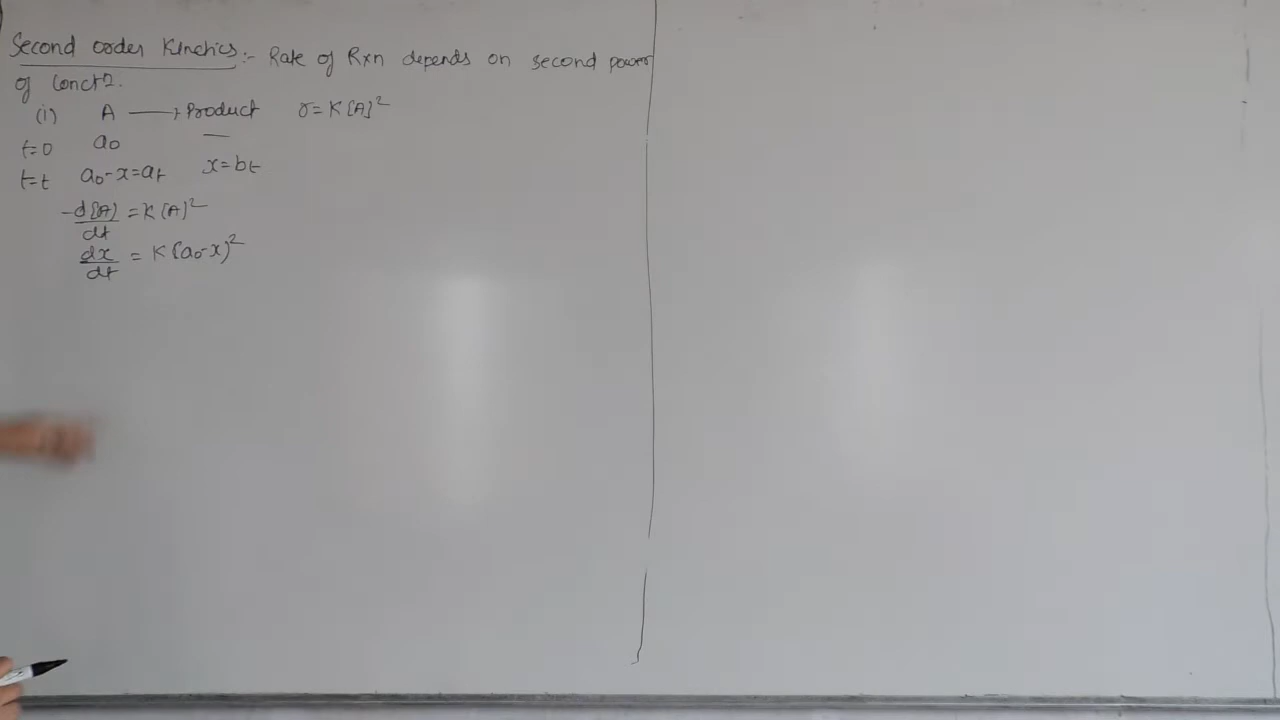 Second order Kinetics :- Rate of Rxn depends on second power
of Conctn.
(i) A → Product r = K[A]²
t=0 a₀ —
t=t a₀-x=aₜ x=bₜ
-d[A]/dt = K[A]²
dx/dt = K(a₀-x)²